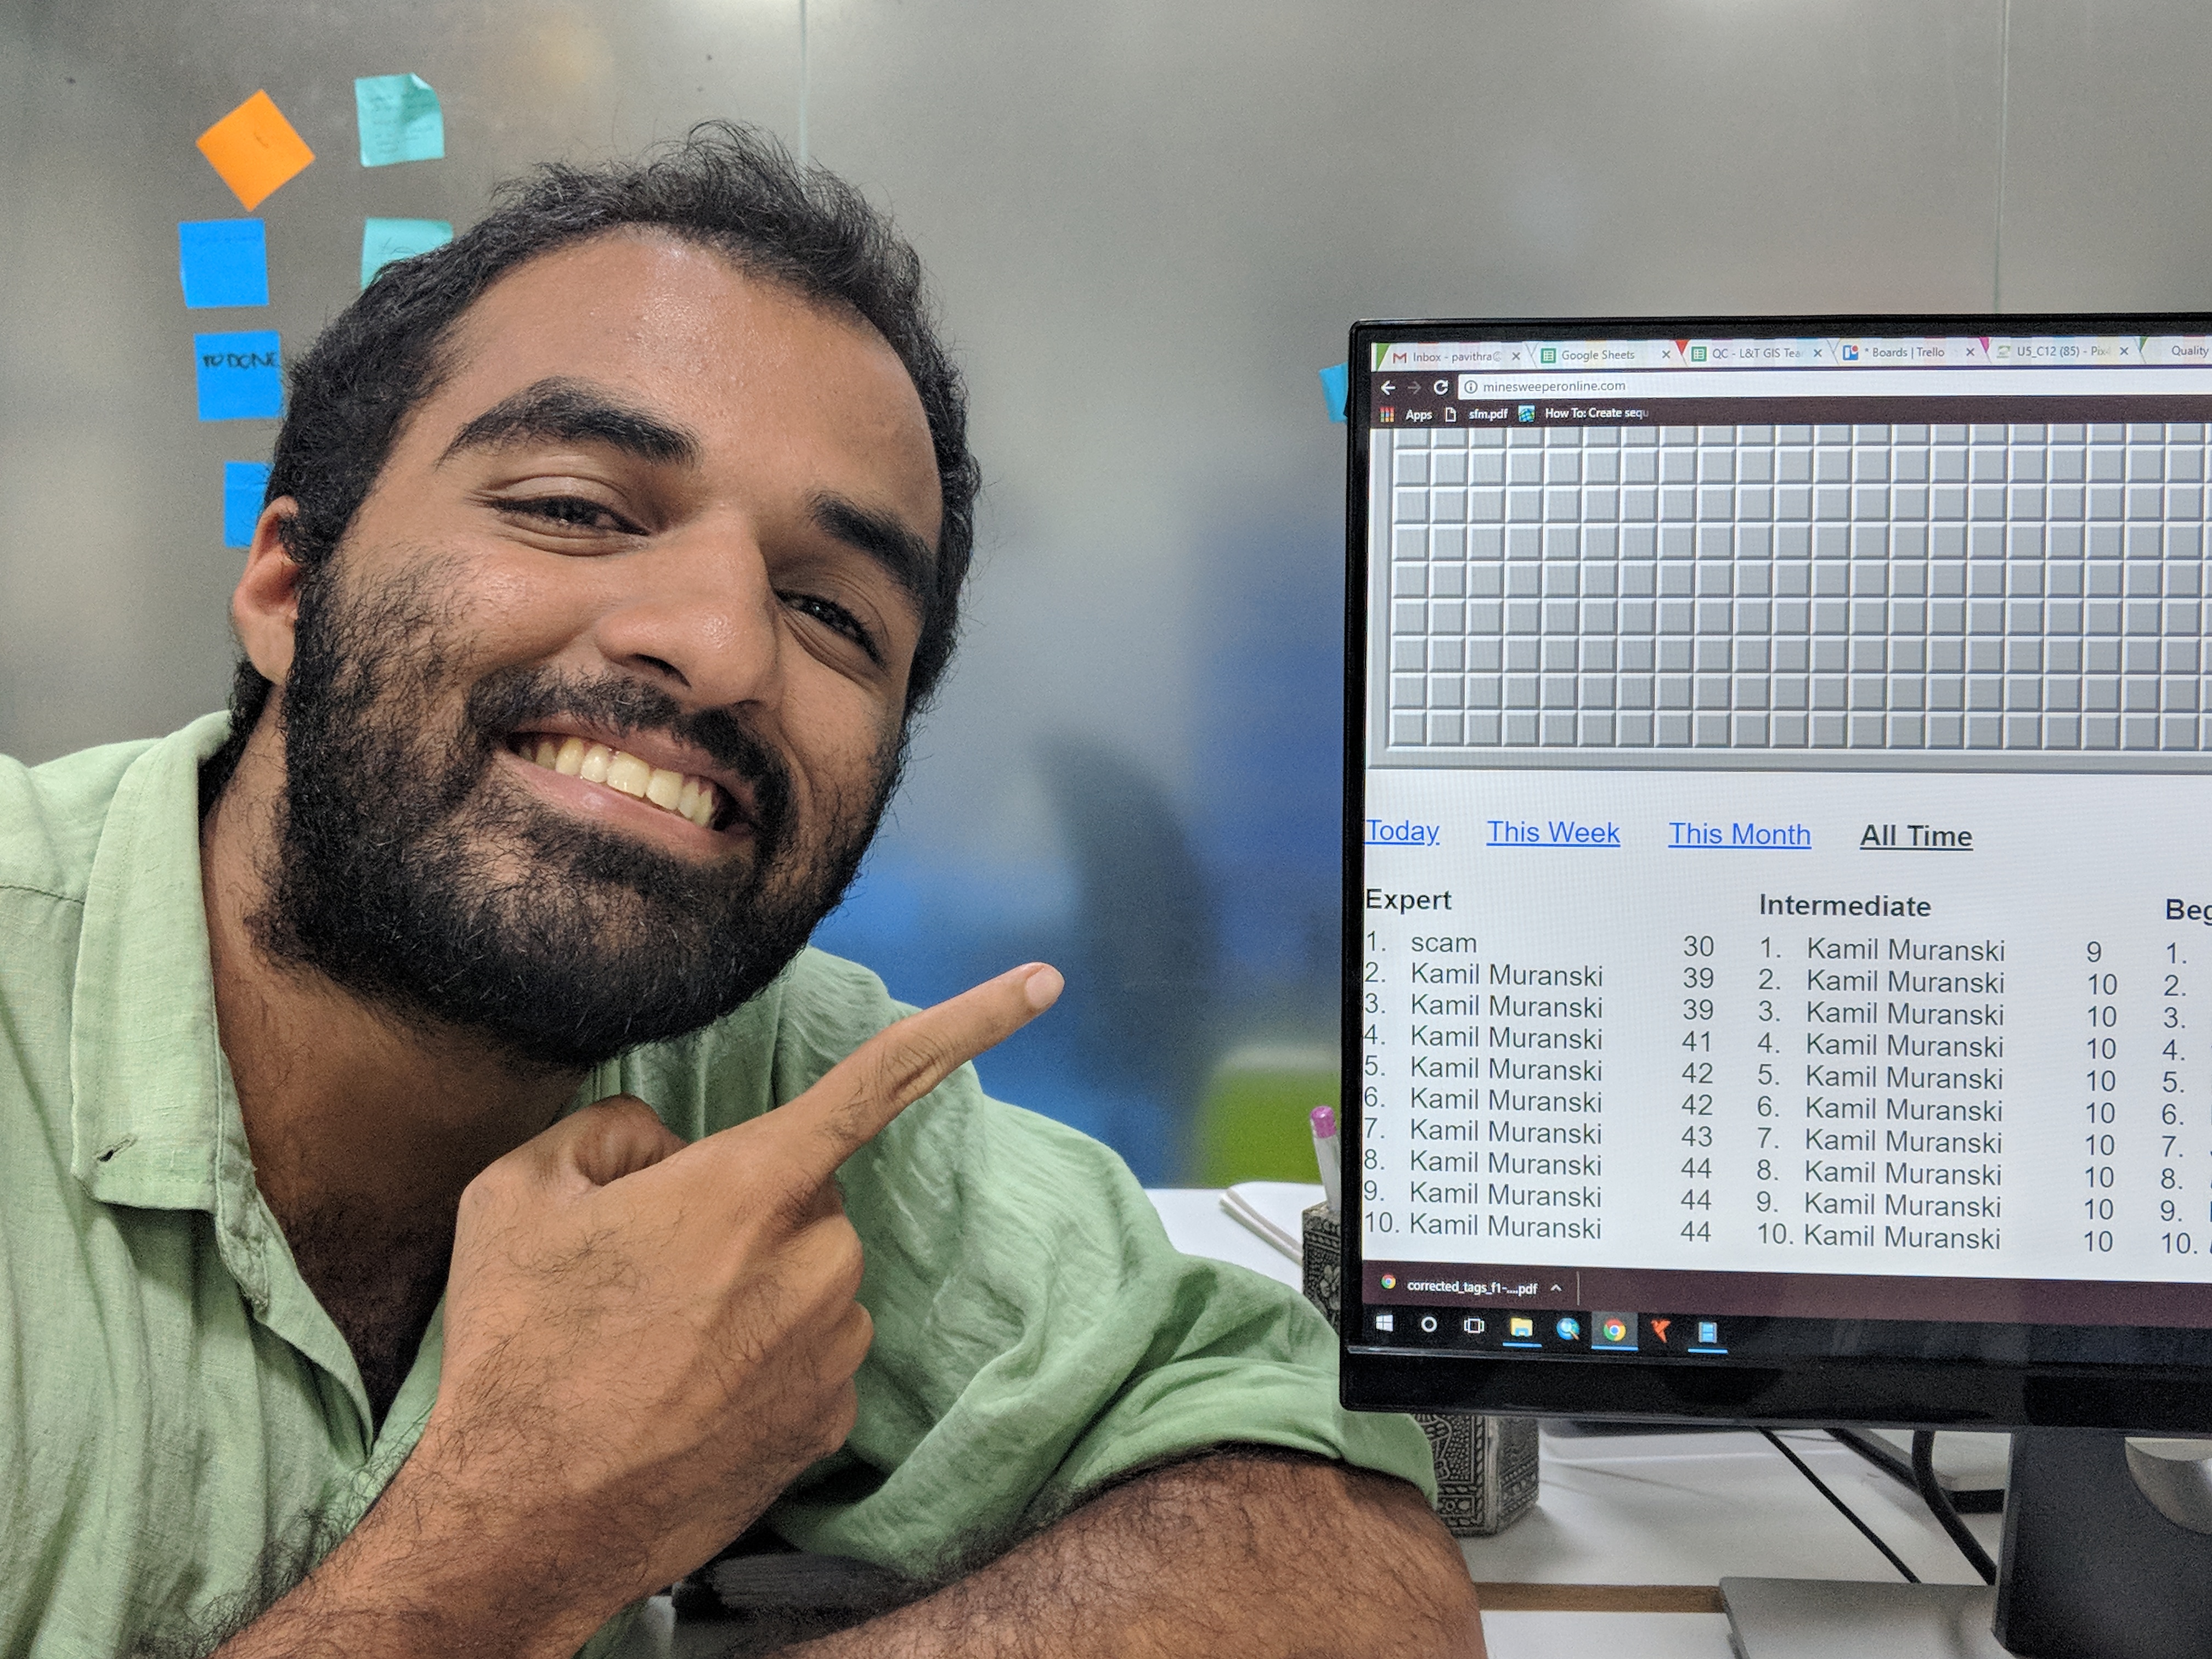 TO DONE
Inbox - pavithra@
Google Sheets
QC - L&T GIS Tea
* Boards | Trello
U5_C12 (85) - Pix4
Quality
minesweeperonline.com
Apps
sfm.pdf
How To: Create sequ
Today This Week This Month All Time
Expert Intermediate Beg
1. scam 30 1. Kamil Muranski 9 1.
2. Kamil Muranski 39 2. Kamil Muranski 10 2.
3. Kamil Muranski 39 3. Kamil Muranski 10 3.
4. Kamil Muranski 41 4. Kamil Muranski 10 4.
5. Kamil Muranski 42 5. Kamil Muranski 10 5.
6. Kamil Muranski 42 6. Kamil Muranski 10 6.
7. Kamil Muranski 43 7. Kamil Muranski 10 7.
8. Kamil Muranski 44 8. Kamil Muranski 10 8.
9. Kamil Muranski 44 9. Kamil Muranski 10 9.
10. Kamil Muranski 44 10. Kamil Muranski 10 10.
corrected_tags_f1-....pdf